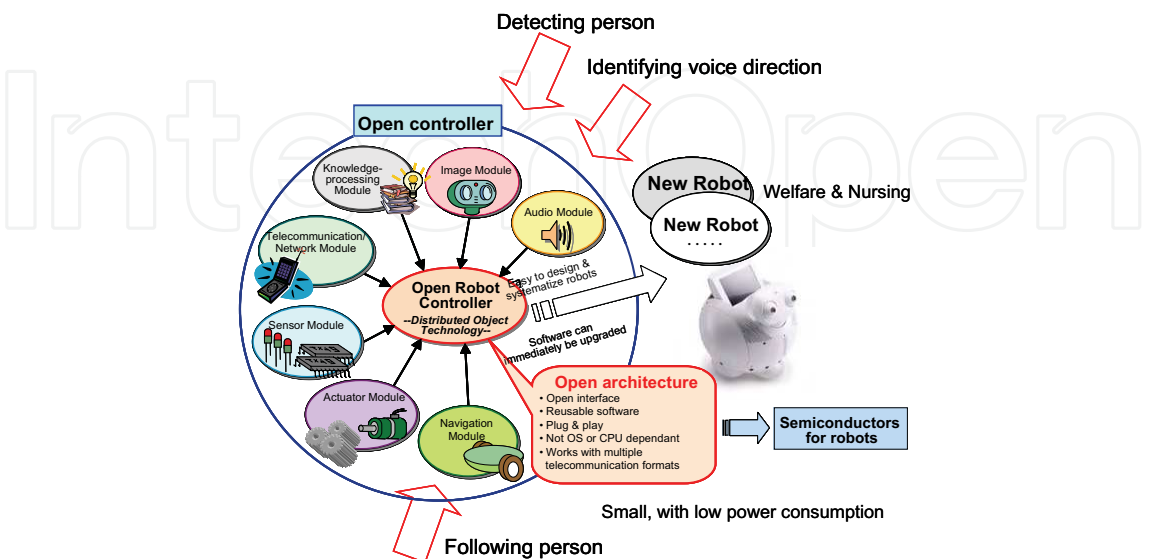 Detecting person
Identifying voice direction
IntechOpen
Open controller
Knowledge-
processing
Module
Image Module
Audio Module
New Robot
Welfare & Nursing
New Robot
. . . . .
Telecommunication/
Network Module
Easy to design &
systematize robots
Open Robot
Controller
--Distributed Object
Technology--
Sensor Module
Software can
immediately be upgraded
Open architecture
• Open interface
• Reusable software
• Plug & play
• Not OS or CPU dependant
• Works with multiple
telecommunication formats
Actuator Module
Navigation
Module
Semiconductors
for robots
Small, with low power consumption
Following person